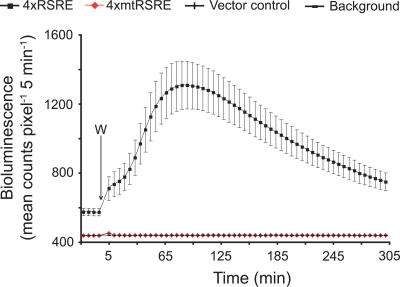 4xRSRE 4xmtRSRE Vector control Background
Bioluminescence
(mean counts pixel⁻¹ 5 min⁻¹)
1600
1200
800
400
W
5 65 125 185 245 305
Time (min)